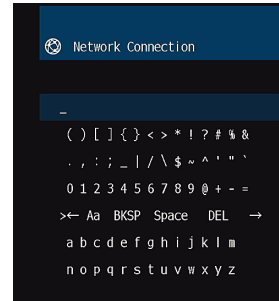 Network Connection
_
( ) [ ] { } < > * ! ? # % &
. , : ; _ | / \ $ ~ ^ ' " `
0 1 2 3 4 5 6 7 8 9 @ + - =
>← Aa BKSP Space DEL →
a b c d e f g h i j k l m
n o p q r s t u v w x y z